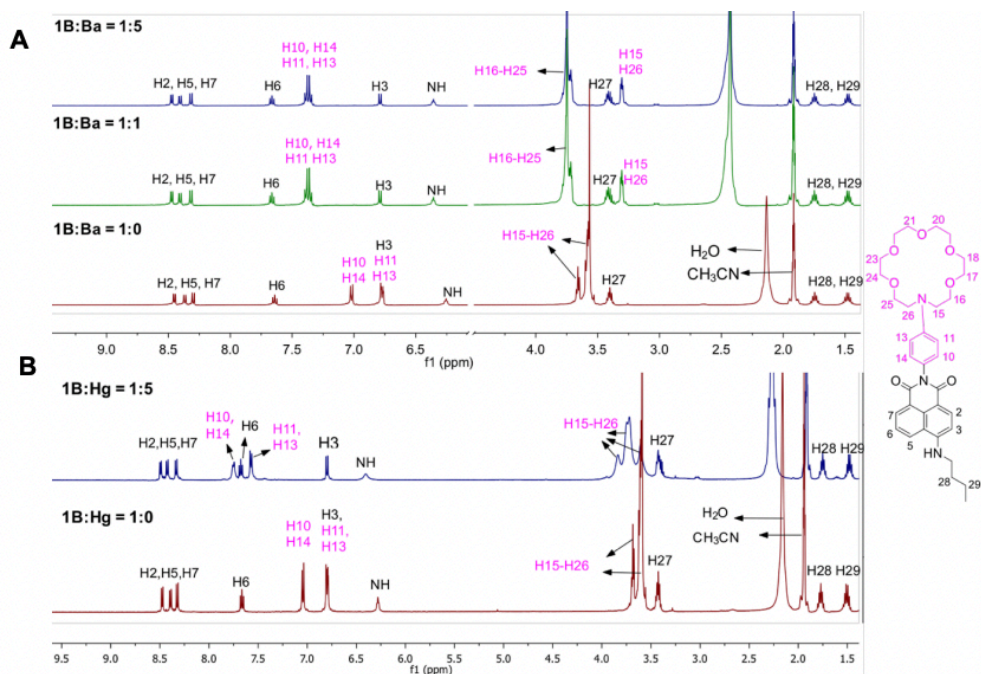 A
1B:Ba = 1:5
H2, H5, H7
H6
H10, H14
H11, H13
H3
NH
H16-H25
H27
H15
H26
H28, H29
1B:Ba = 1:1
H2, H5, H7
H6
H10, H14
H11 H13
H3
NH
H16-H25
H27
H15
H26
H28, H29
1B:Ba = 1:0
H2, H5, H7
H6
H10
H14
H3
H11
H13
NH
H15-H26
H27
H2O
CH3CN
H28, H29
9.0 8.5 8.0 7.5 7.0 6.5 4.0 3.5 3.0 2.5 2.0 1.5
f1 (ppm)
B
1B:Hg = 1:5
H2,H5,H7
H10,
H14
H6
H11,
H13
H3
NH
H15-H26
H27
H28 H29
1B:Hg = 1:0
H2,H5,H7
H6
H10
H14
H3,
H11,
H13
NH
H15-H26
H27
H2O
CH3CN
H28 H29
9.5 9.0 8.5 8.0 7.5 7.0 6.5 6.0 5.5 5.0 4.5 4.0 3.5 3.0 2.5 2.0 1.5
f1 (ppm)
21 20
O
O O
23 18
24 17
O O
25 16
N
26 15
13 11
14 10
O N O
7 2
6 3
5
HN
28 29